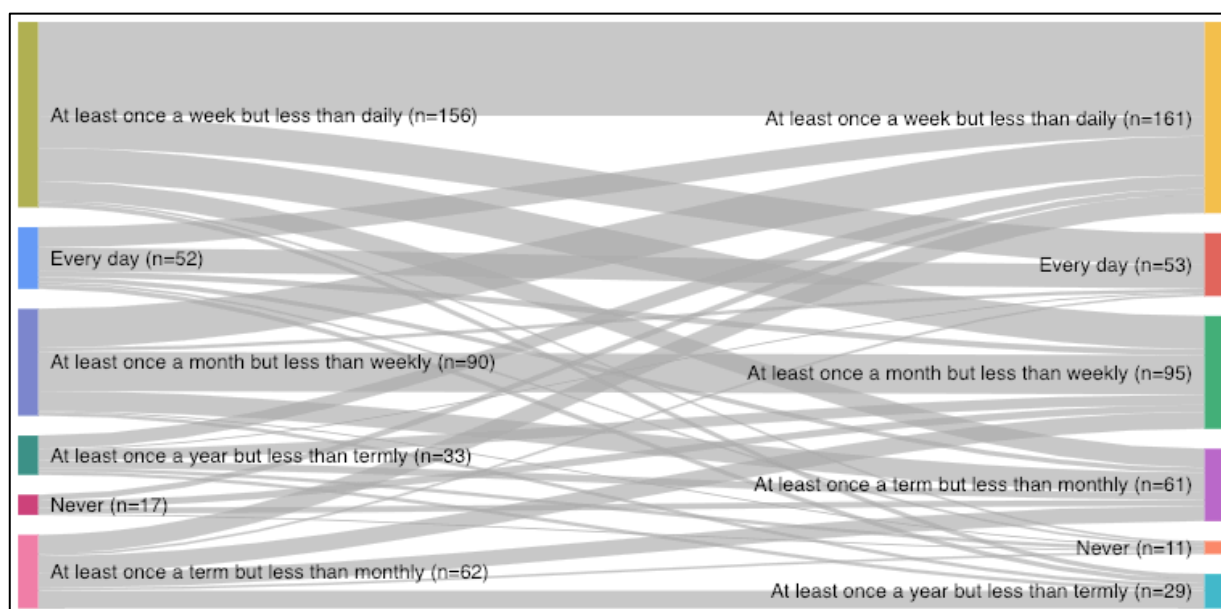 At least once a week but less than daily (n=156)
Every day (n=52)
At least once a month but less than weekly (n=90)
At least once a year but less than termly (n=33)
Never (n=17)
At least once a term but less than monthly (n=62)
At least once a week but less than daily (n=161)
Every day (n=53)
At least once a month but less than weekly (n=95)
At least once a term but less than monthly (n=61)
Never (n=11)
At least once a year but less than termly (n=29)